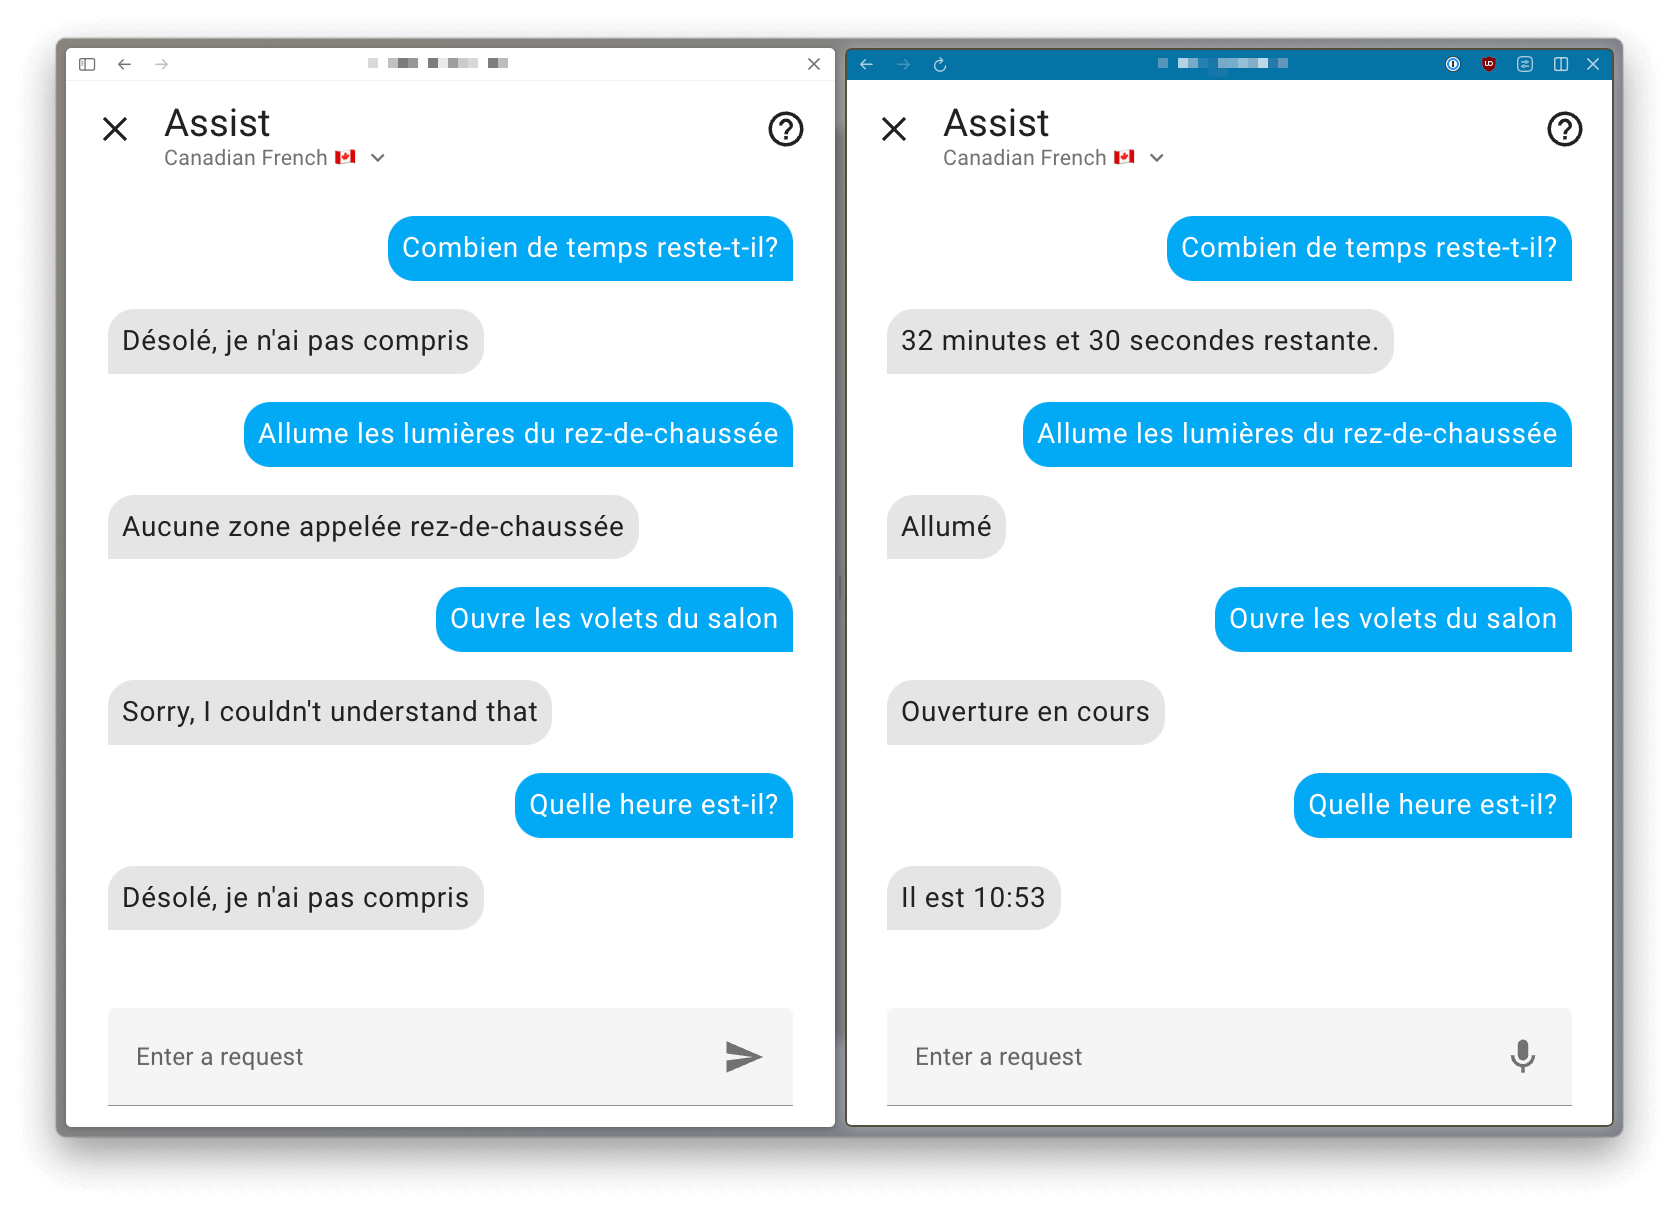 Assist
Canadian French 🇨🇦
Combien de temps reste-t-il?
Désolé, je n'ai pas compris
Allume les lumières du rez-de-chaussée
Aucune zone appelée rez-de-chaussée
Ouvre les volets du salon
Sorry, I couldn't understand that
Quelle heure est-il?
Désolé, je n'ai pas compris
Enter a request
Assist
Canadian French 🇨🇦
Combien de temps reste-t-il?
32 minutes et 30 secondes restante.
Allume les lumières du rez-de-chaussée
Allumé
Ouvre les volets du salon
Ouverture en cours
Quelle heure est-il?
Il est 10:53
Enter a request